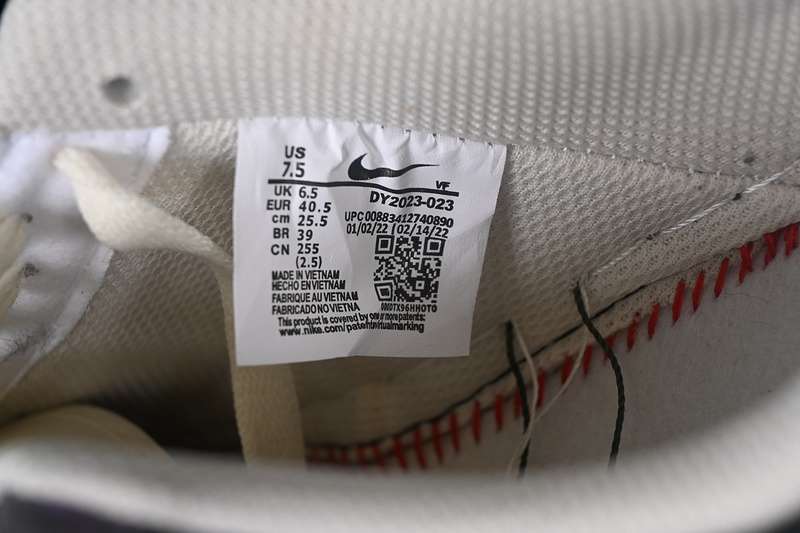 US
7.5
VF
UK 6.5
DY2023-023
EUR 40.5
cm 25.5
UPC 00883412740890
BR 39
01/02/22 | 02/14/22
CN 255
(2.5)
MADE IN VIETNAM
HECHO EN VIETNAM
FABRIQUE AU VIETNAM
FABRICADO NO VIETNA
This product is covered by one or more patents:
www.nike.com/patentvirtualmarking